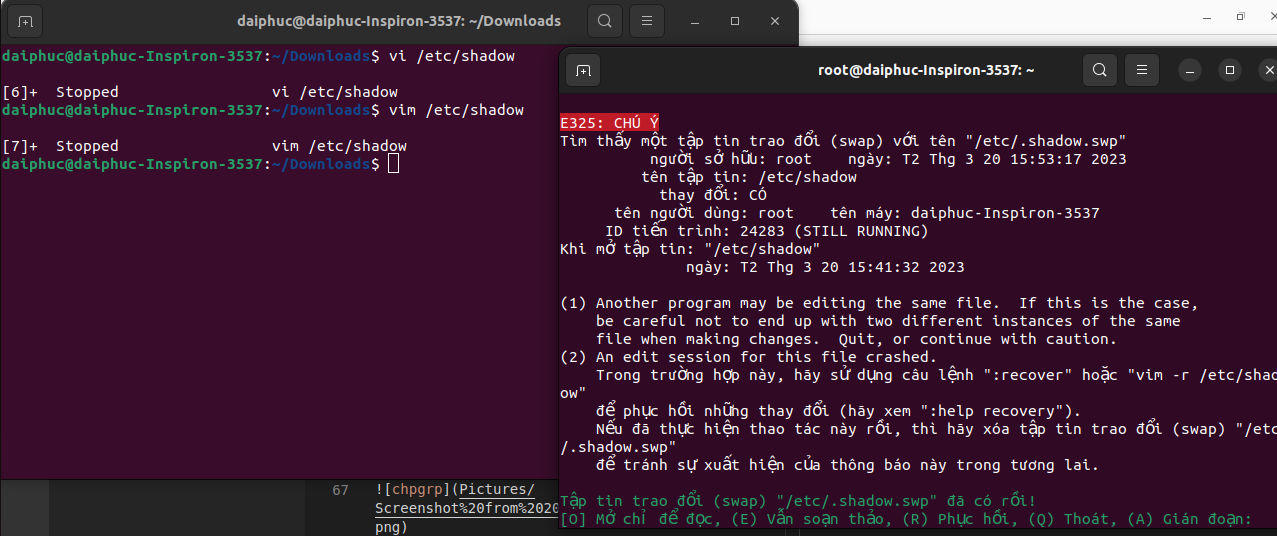 daiphuc@daiphuc-Inspiron-3537: ~/Downloads
daiphuc@daiphuc-Inspiron-3537:~/Downloads$ vi /etc/shadow
[6]+  Stopped                 vi /etc/shadow
daiphuc@daiphuc-Inspiron-3537:~/Downloads$ vim /etc/shadow
[7]+  Stopped                 vim /etc/shadow
daiphuc@daiphuc-Inspiron-3537:~/Downloads$
root@daiphuc-Inspiron-3537: ~
E325: CHÚ Ý
Tìm thấy một tập tin trao đổi (swap) với tên "/etc/.shadow.swp"
người sở hữu: root    ngày: T2 Thg 3 20 15:53:17 2023
tên tập tin: /etc/shadow
thay đổi: CÓ
tên người dùng: root    tên máy: daiphuc-Inspiron-3537
ID tiến trình: 24283 (STILL RUNNING)
Khi mở tập tin: "/etc/shadow"
ngày: T2 Thg 3 20 15:41:32 2023
(1) Another program may be editing the same file.  If this is the case,
be careful not to end up with two different instances of the same
file when making changes.  Quit, or continue with caution.
(2) An edit session for this file crashed.
Trong trường hợp này, hãy sử dụng câu lệnh ":recover" hoặc "vim -r /etc/shad
ow"
để phục hồi những thay đổi (hãy xem ":help recovery").
Nếu đã thực hiện thao tác này rồi, thì hãy xóa tập tin trao đổi (swap) "/etc
/.shadow.swp"
để tránh sự xuất hiện của thông báo này trong tương lai.
Tập tin trao đổi (swap) "/etc/.shadow.swp" đã có rồi!
[O] Mở chỉ để đọc, (E) Vẫn soạn thảo, (R) Phục hồi, (Q) Thoát, (A) Gián đoạn:
67 ![chpgrp](Pictures/
Screenshot%20from%202
png)